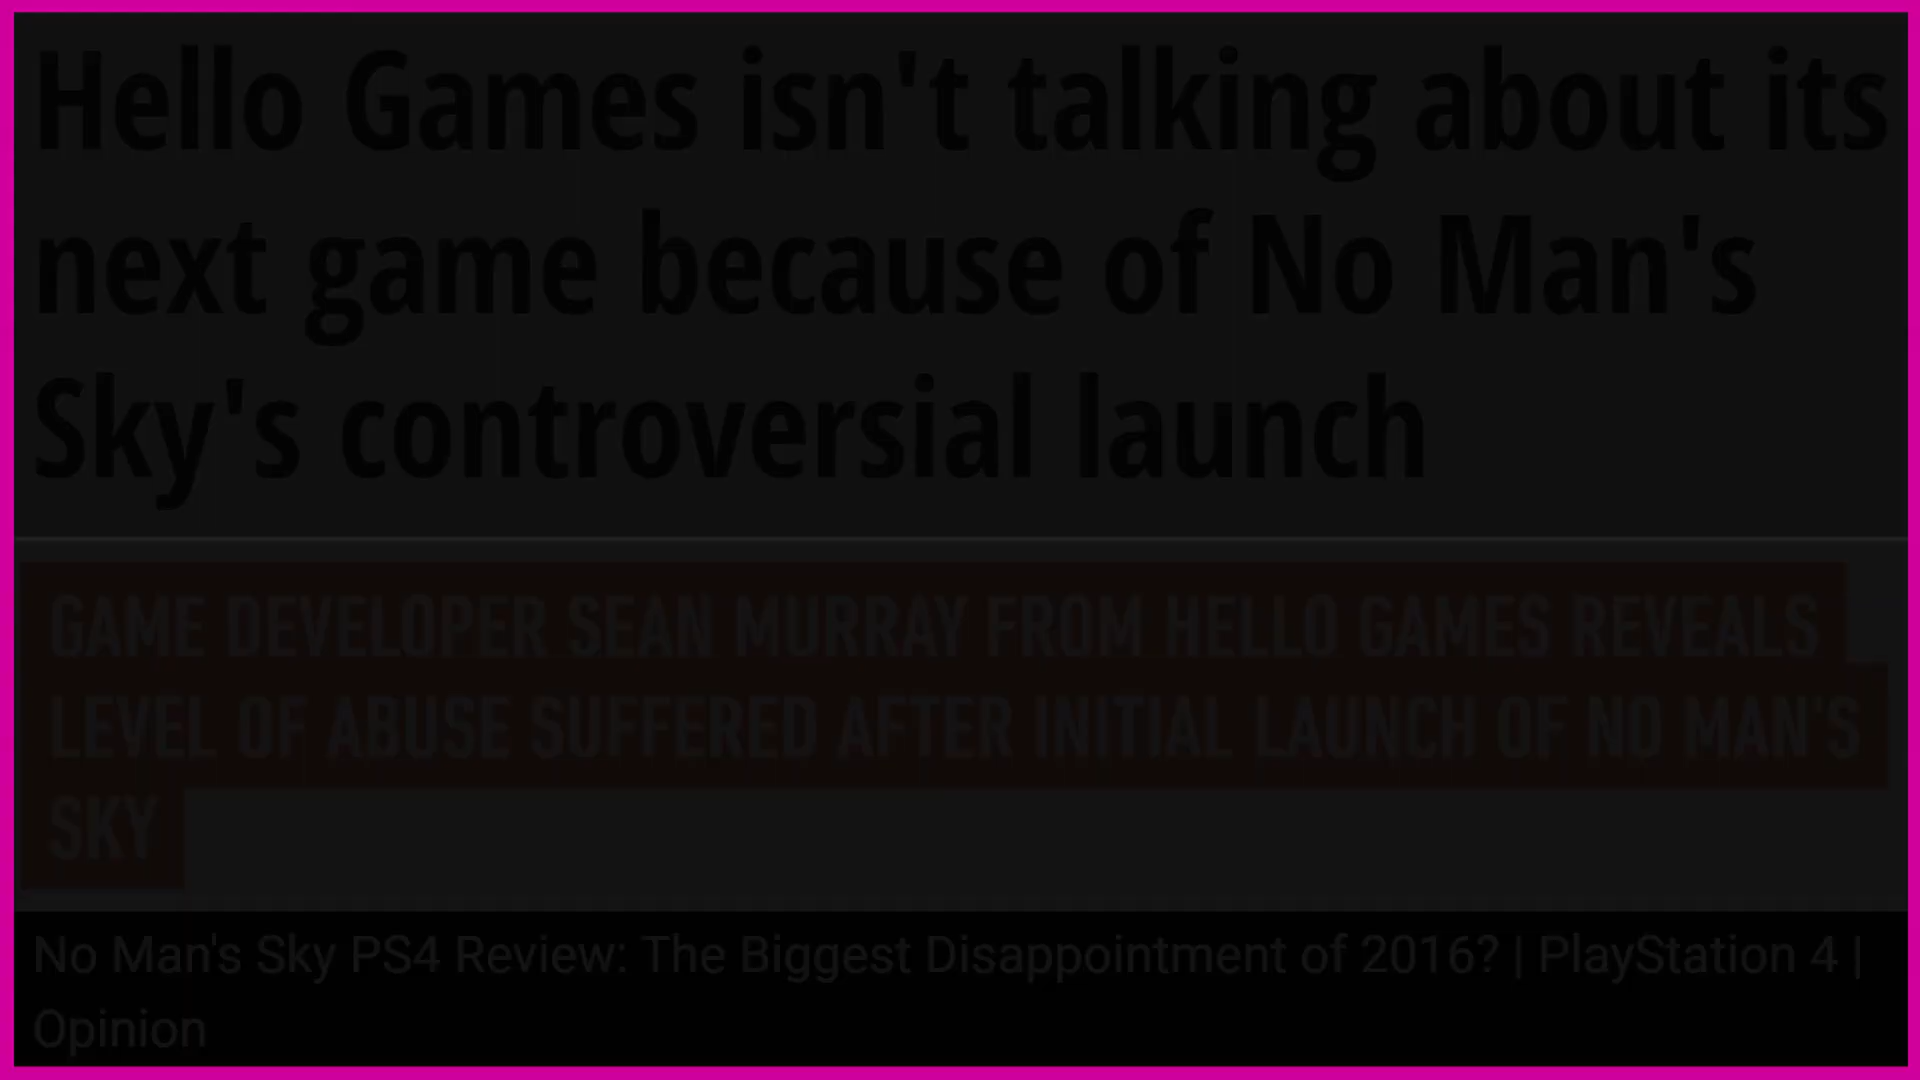 Hello Games isn't talking about its
next game because of No Man's
Sky's controversial launch
GAME DEVELOPER SEAN MURRAY FROM HELLO GAMES REVEALS
LEVEL OF ABUSE SUFFERED AFTER INITIAL LAUNCH OF NO MAN'S
SKY
No Man's Sky PS4 Review: The Biggest Disappointment of 2016? | PlayStation 4 |
Opinion